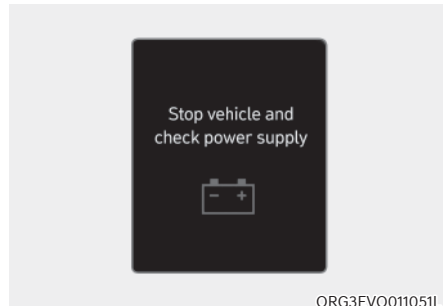 Stop vehicle and
check power supply
- +
ORG3EVQ011051L